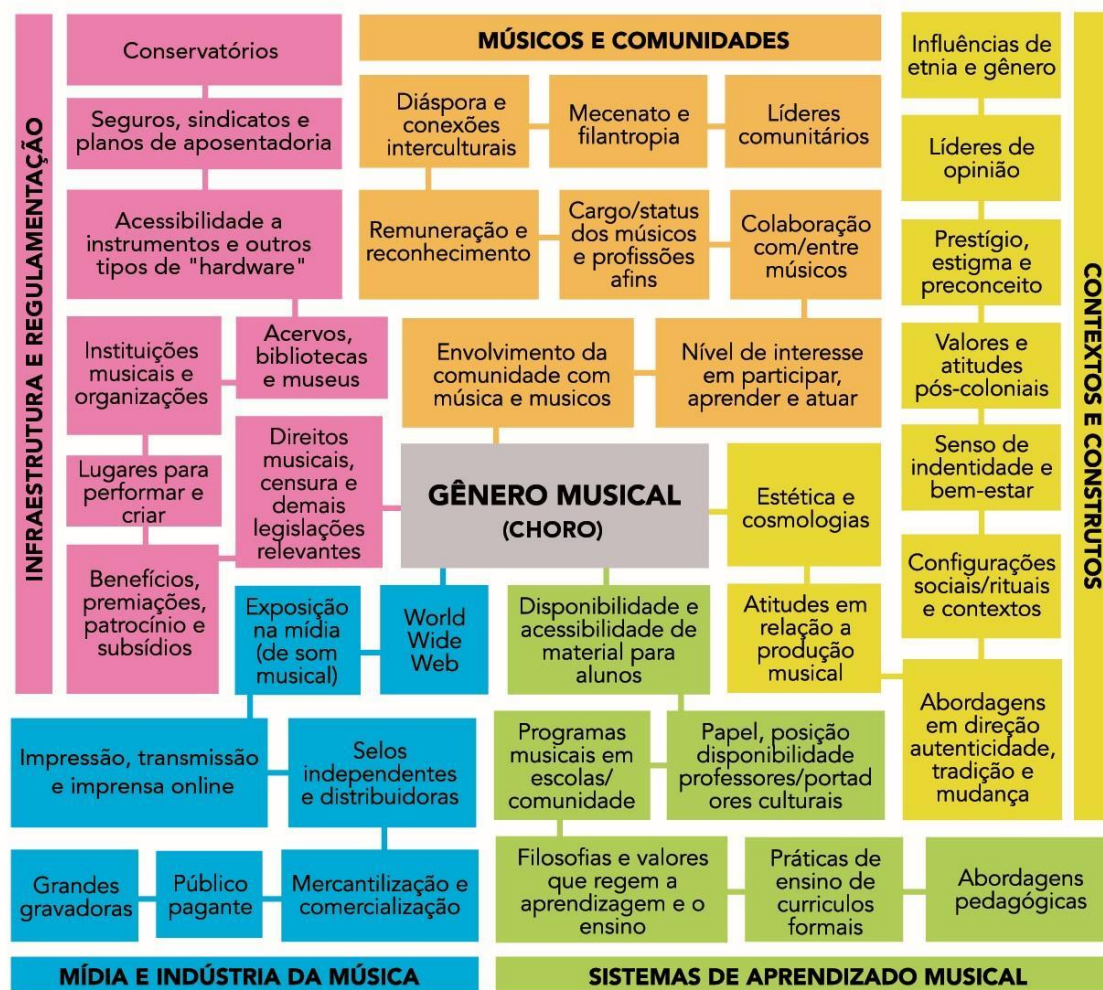 INFRAESTRUTURA E REGULAMENTAÇÃO
Conservatórios
Seguros, sindicatos e
planos de aposentadoria
Acessibilidade a
instrumentos e outros
tipos de "hardware"
Acervos,
bibliotecas
e museus
Instituições
musicais e
organizações
Lugares para
performar e
criar
Benefícios,
premiações,
patrocínio e
subsídios
Direitos
musicais,
censura e
demais
legislações
relevantes
MÚSICOS E COMUNIDADES
Diáspora e
conexões
interculturais
Mecenato e
filantropia
Líderes
comunitários
Remuneração e
reconhecimento
Cargo/status
dos músicos
e profissões
afins
Colaboração
com/entre
músicos
Envolvimento da
comunidade com
música e musicos
Nível de interesse
em participar,
aprender e atuar
GÊNERO MUSICAL
(CHORO)
CONTEXTOS E CONSTRUTOS
Influências de
etnia e gênero
Líderes de
opinião
Prestígio,
estigma e
preconceito
Valores e
atitudes
pós-coloniais
Senso de
indentidade e
bem-estar
Configurações
sociais/rituais
e contextos
Abordagens
em direção
autenticidade,
tradição e
mudança
Estética e
cosmologias
Atitudes em
relação a
produção
musical
Exposição
na mídia
(de som
musical)
World
Wide
Web
Impressão, transmissão
e imprensa online
Selos
independentes
e distribuidoras
Grandes
gravadoras
Público
pagante
Mercantilização e
comercialização
MÍDIA E INDÚSTRIA DA MÚSICA
Disponibilidade e
acessibilidade de
material para
alunos
Programas
musicais em
escolas/
comunidade
Papel, posição
disponibilidade
professores/portad
ores culturais
Filosofias e valores
que regem a
aprendizagem e o
ensino
Práticas de
ensino de
curriculos
formais
Abordagens
pedagógicas
SISTEMAS DE APRENDIZADO MUSICAL